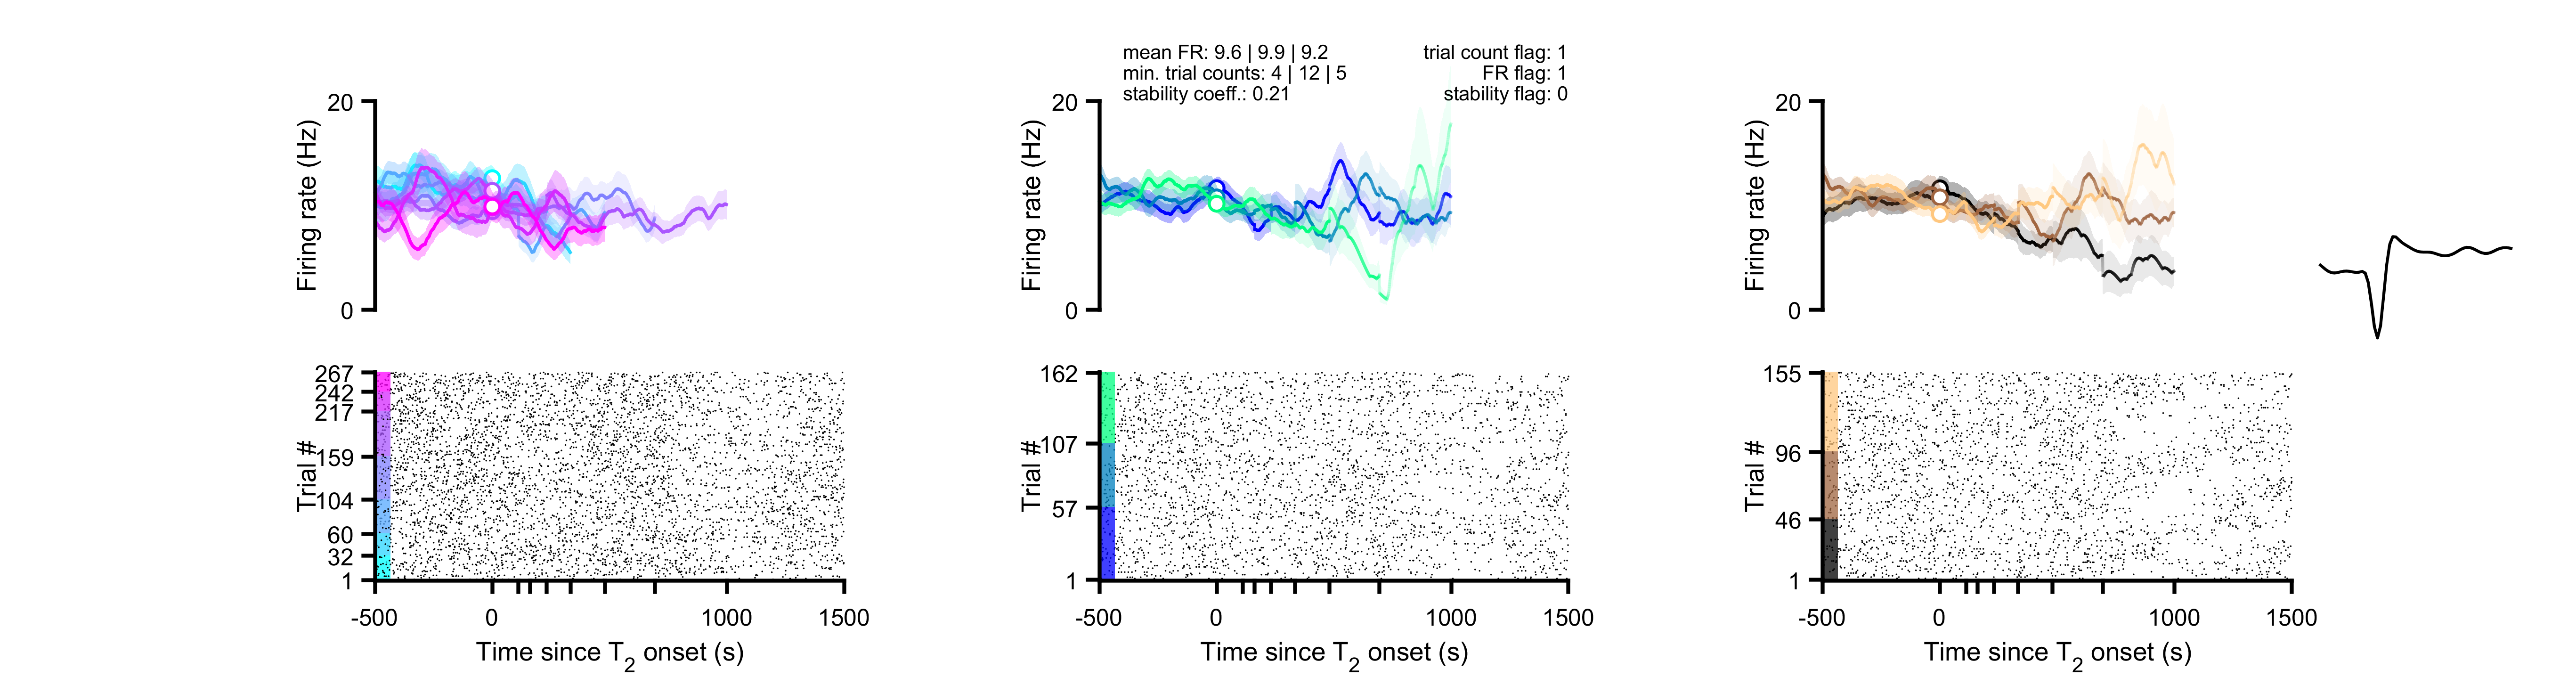 mean FR: 9.6 | 9.9 | 9.2
min. trial counts: 4 | 12 | 5
stability coeff.: 0.21
trial count flag: 1
FR flag: 1
stability flag: 0
20
Firing rate (Hz)
0
20
Firing rate (Hz)
0
20
Firing rate (Hz)
0
267
242
217
159
104
60
32
1
Trial #
-500
0
1000
1500
Time since T2 onset (s)
162
107
57
1
Trial #
-500
0
1000
1500
Time since T2 onset (s)
155
96
46
1
Trial #
-500
0
1000
1500
Time since T2 onset (s)